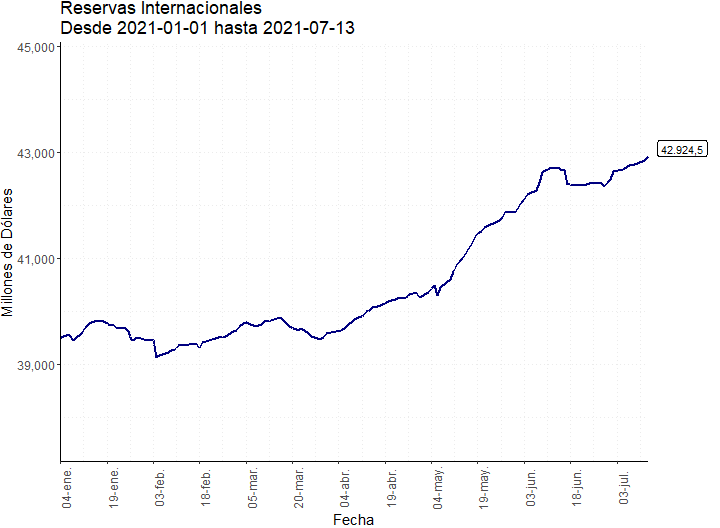 Reservas Internacionales
Desde 2021-01-01 hasta 2021-07-13
45,000
43,000
41,000
39,000
42.924,5
Millones de Dólares
04-ene.
19-ene.
03-feb.
18-feb.
05-mar.
20-mar.
04-abr.
19-abr.
04-may.
19-may.
03-jun.
18-jun.
03-jul.
Fecha